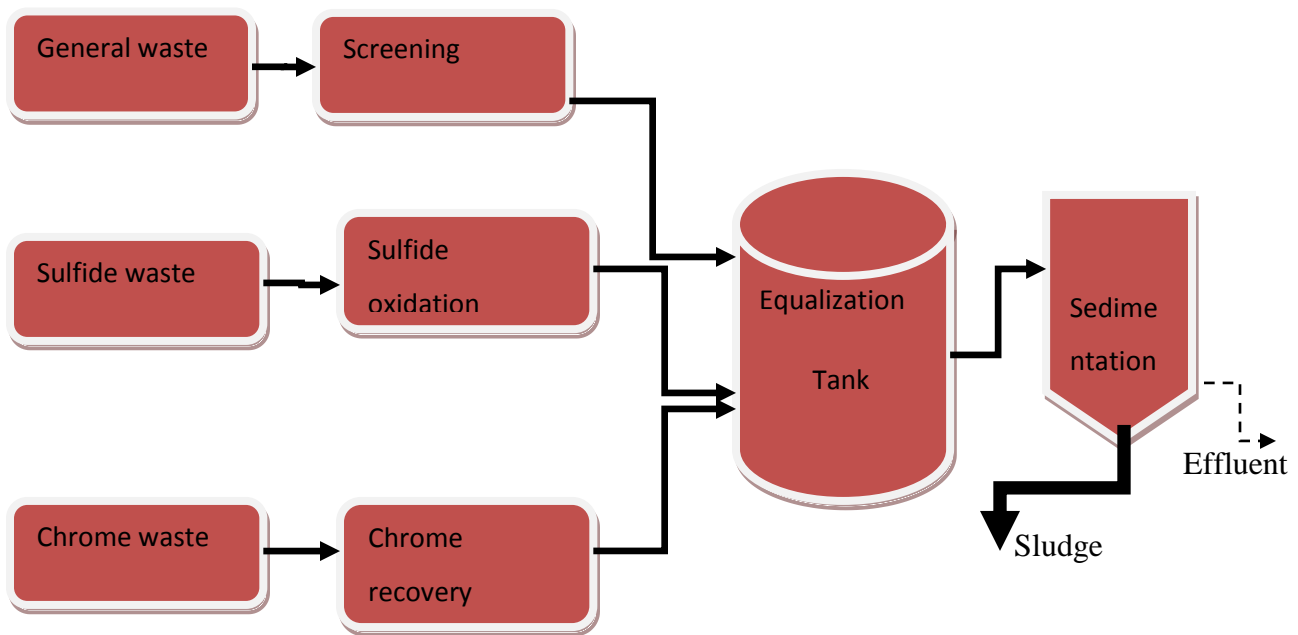 General waste
Screening
Sulfide waste
Sulfide
oxidation
Equalization
Tank
Sedime
ntation
Effluent
Sludge
Chrome waste
Chrome
recovery